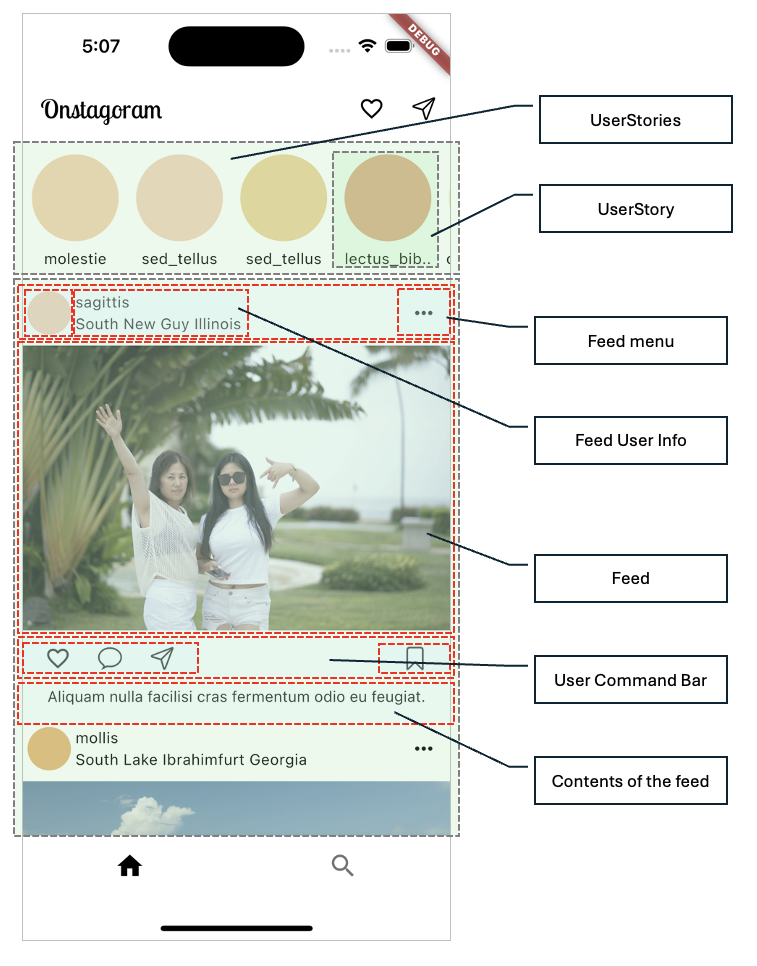 5:07
DEBUG
Onstagoram
UserStories
UserStory
molestie
sed_tellus
sed_tellus
lectus_bib..
sagittis
South New Guy Illinois
Feed menu
Feed User Info
Feed
User Command Bar
Aliquam nulla facilisi cras fermentum odio eu feugiat.
mollis
South Lake Ibrahimfurt Georgia
Contents of the feed